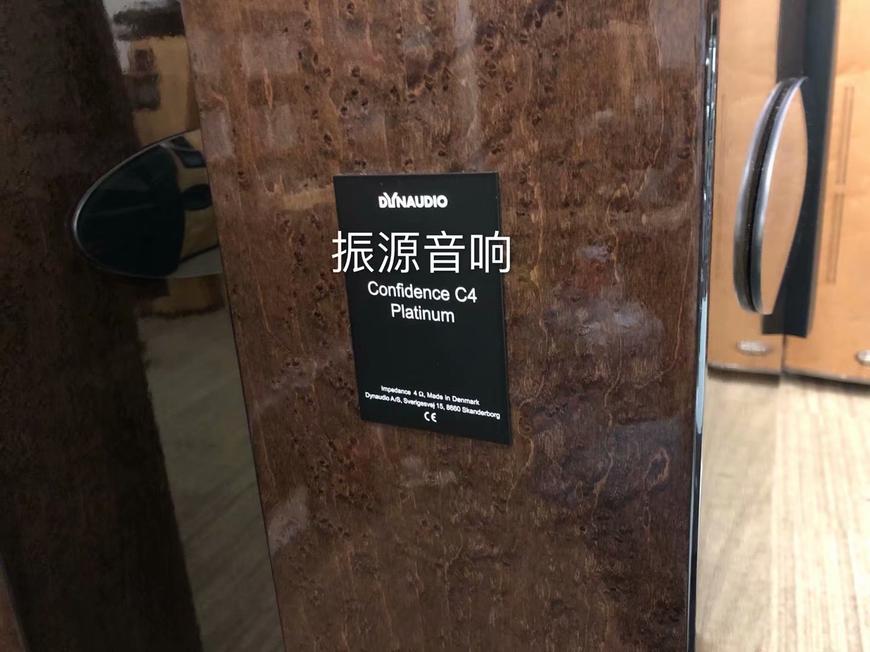 DYNAUDIO
振源音响
Confidence C4
Platinum
Impedance 4 Ω, Made in Denmark
Dynaudio A/S, Sverigesvej 15, 8660 Skanderborg
CE